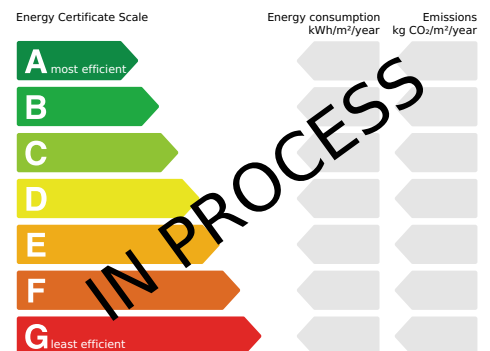 Energy Certificate Scale
Energy consumption
kWh/m²/year
Emissions
kg CO₂/m²/year
A most efficient
B
C
D
E
F
G least efficient
IN PROCESS